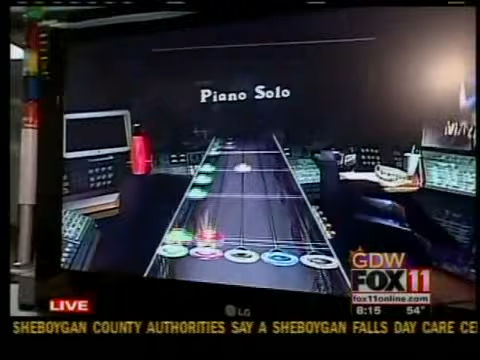 Piano Solo
GDW
FOX 11
fox11online.com
LIVE
8:15 54°
LG
SHEBOYGAN COUNTY AUTHORITIES SAY A SHEBOYGAN FALLS DAY CARE